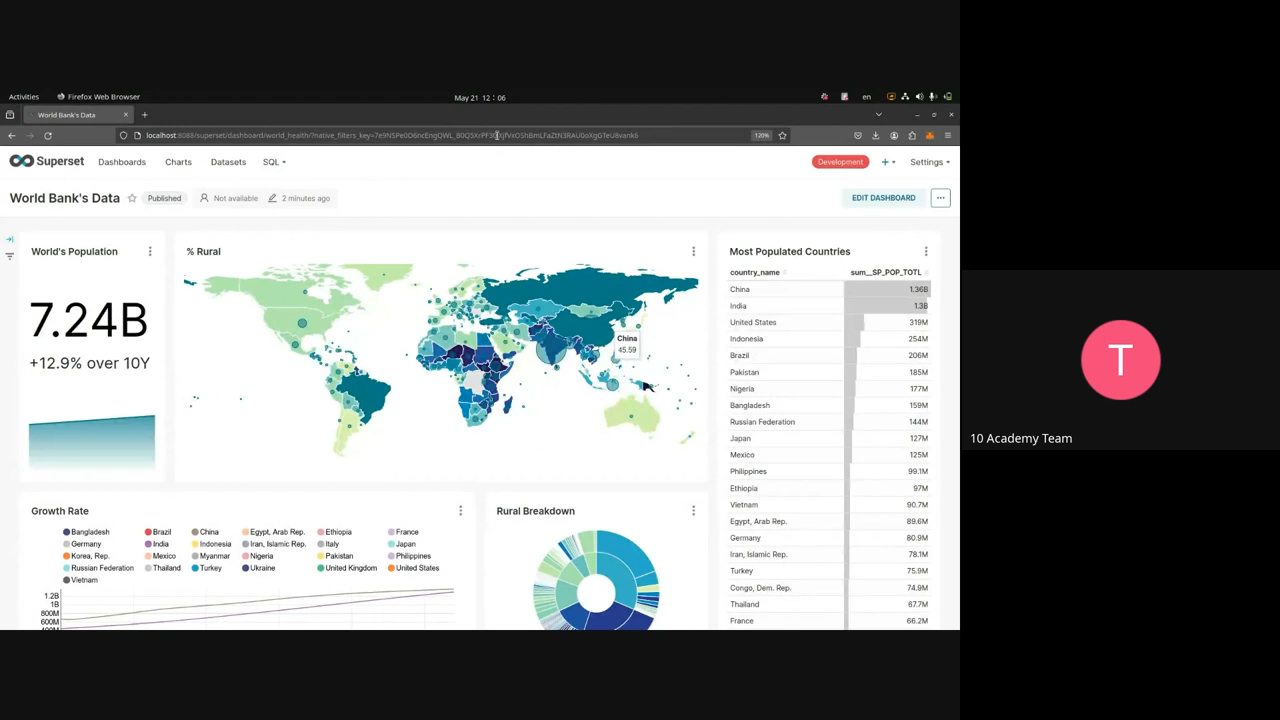 Activities Firefox Web Browser May 21 12:06 en
World Bank's Data
120%
Superset Dashboards Charts Datasets SQL Development Settings
World Bank's Data Published Not available 2 minutes ago EDIT DASHBOARD
World's Population
7.24B
+12.9% over 10Y
% Rural
China
45.59
Most Populated Countries
country_name sum__SP_POP_TOTL
China 1.36B
India 1.3B
United States 319M
Indonesia 254M
Brazil 206M
Pakistan 185M
Nigeria 177M
Bangladesh 159M
Russian Federation 144M
Japan 127M
Mexico 125M
Philippines 99.1M
Ethiopia 97M
Vietnam 90.7M
Egypt, Arab Rep. 89.6M
Germany 80.9M
Iran, Islamic Rep. 78.1M
Turkey 75.9M
Congo, Dem. Rep. 74.9M
Thailand 67.7M
France 66.2M
Growth Rate
Bangladesh Brazil China Egypt, Arab Rep. Ethiopia France
Germany India Indonesia Iran, Islamic Rep. Italy Japan
Korea, Rep. Mexico Myanmar Nigeria Pakistan Philippines
Russian Federation Thailand Turkey Ukraine United Kingdom United States
Vietnam
1.2B
1B
800M
600M
Rural Breakdown
T
10 Academy Team